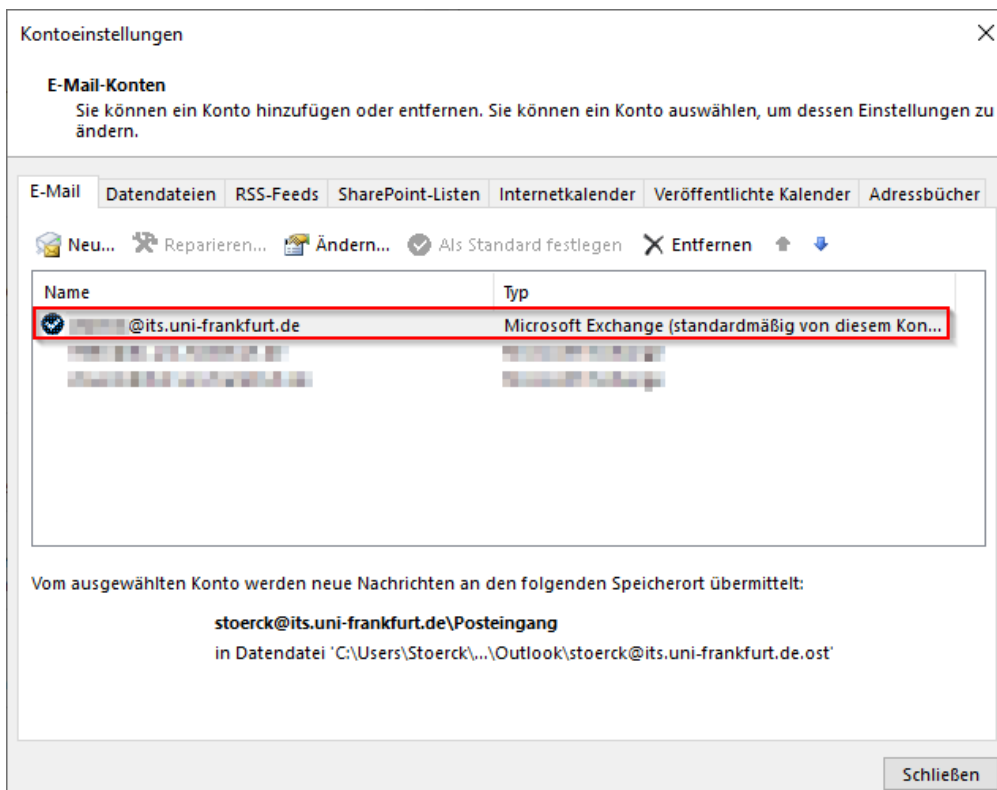 Kontoeinstellungen
E-Mail-Konten
Sie können ein Konto hinzufügen oder entfernen. Sie können ein Konto auswählen, um dessen Einstellungen zu
ändern.
E-Mail Datendateien RSS-Feeds SharePoint-Listen Internetkalender Veröffentlichte Kalender Adressbücher
Neu... Reparieren... Ändern... Als Standard festlegen Entfernen
Name Typ
@its.uni-frankfurt.de Microsoft Exchange (standardmäßig von diesem Kon...
Vom ausgewählten Konto werden neue Nachrichten an den folgenden Speicherort übermittelt:
stoerck@its.uni-frankfurt.de\Posteingang
in Datendatei 'C:\Users\Stoerck\...\Outlook\stoerck@its.uni-frankfurt.de.ost'
Schließen